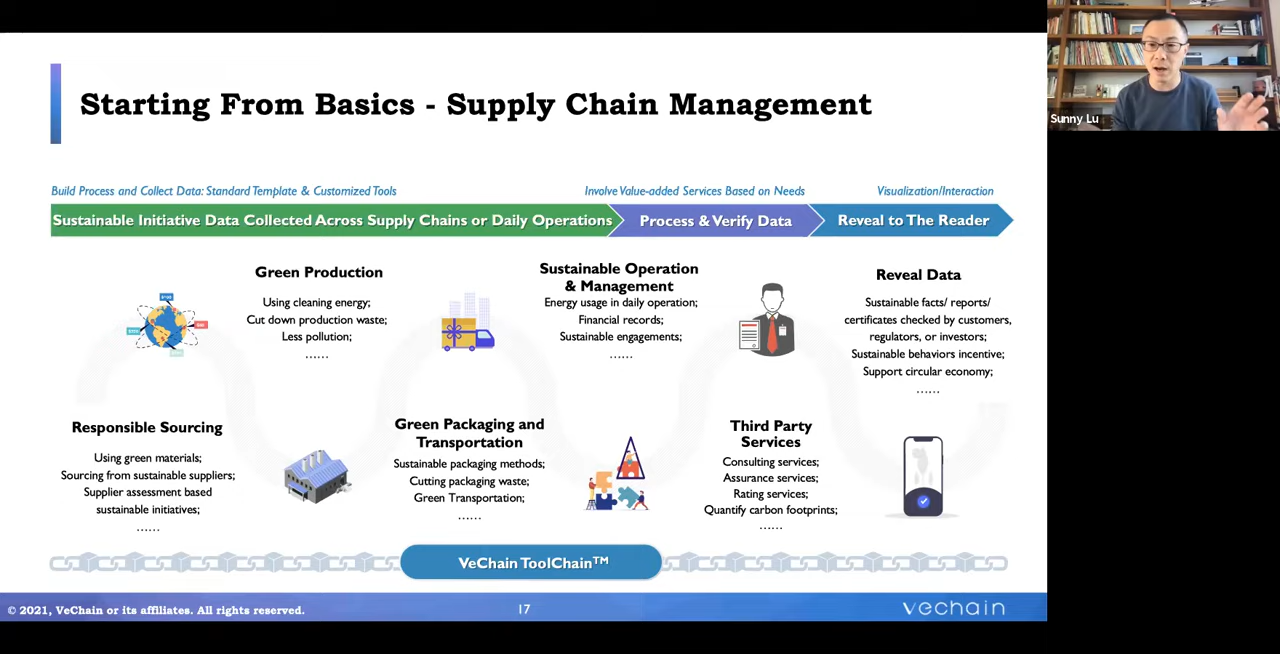 Starting From Basics - Supply Chain Management
Sunny Lu
Build Process and Collect Data: Standard Template & Customized Tools
Involve Value-added Services Based on Needs
Visualization/Interaction
Sustainable Initiative Data Collected Across Supply Chains or Daily Operations
Process & Verify Data
Reveal to The Reader
Green Production
Using cleaning energy;
Cut down production waste;
Less pollution;
......
Sustainable Operation
& Management
Energy usage in daily operation;
Financial records;
Sustainable engagements;
......
Reveal Data
Sustainable facts/ reports/
certificates checked by customers,
regulators, or investors;
Sustainable behaviors incentive;
Support circular economy;
......
Responsible Sourcing
Using green materials;
Sourcing from sustainable suppliers;
Supplier assessment based
sustainable initiatives;
......
Green Packaging and
Transportation
Sustainable packaging methods;
Cutting packaging waste;
Green Transportation;
......
Third Party
Services
Consulting services;
Assurance services;
Rating services;
Quantify carbon footprints;
......
VeChain ToolChain™
© 2021, VeChain or its affiliates. All rights reserved.
17
vechain